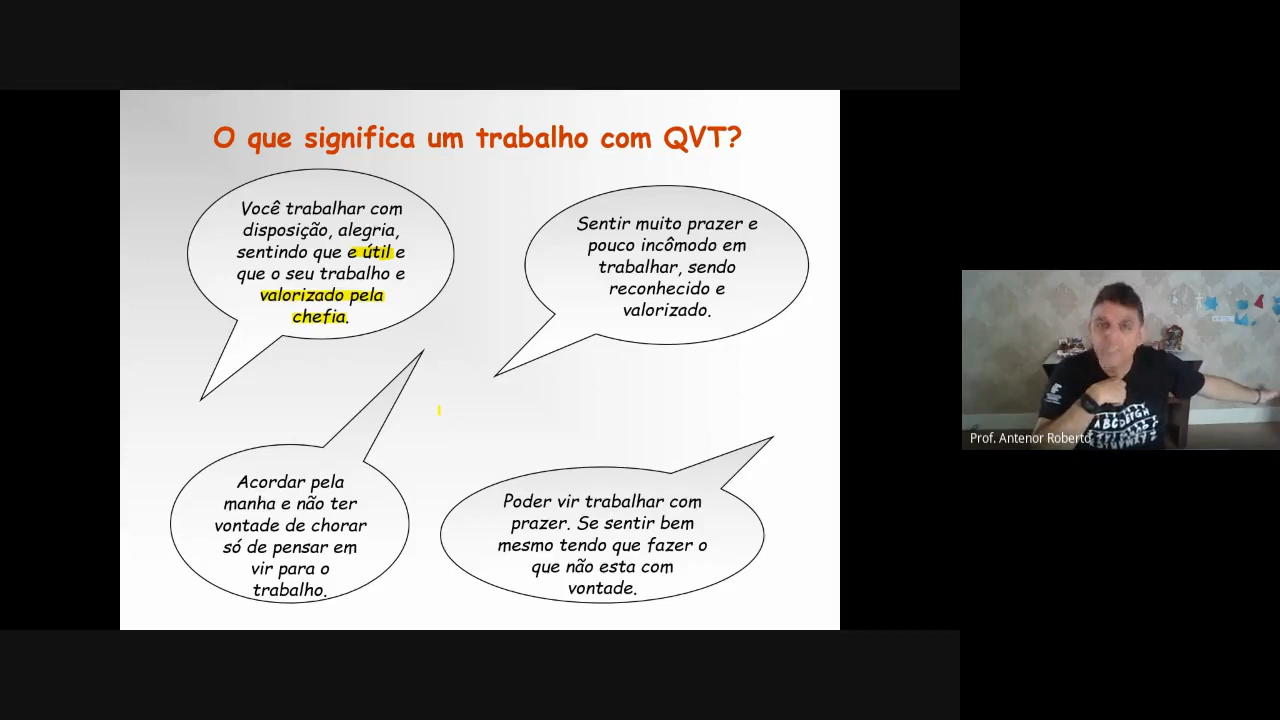 O que significa um trabalho com QVT?
Você trabalhar com
disposição, alegria,
sentindo que e útil e
que o seu trabalho e
valorizado pela
chefia.
Sentir muito prazer e
pouco incômodo em
trabalhar, sendo
reconhecido e
valorizado.
Acordar pela
manha e não ter
vontade de chorar
só de pensar em
vir para o
trabalho.
Poder vir trabalhar com
prazer. Se sentir bem
mesmo tendo que fazer o
que não esta com
vontade.
Prof. Antenor Roberto
ABCDEFGH